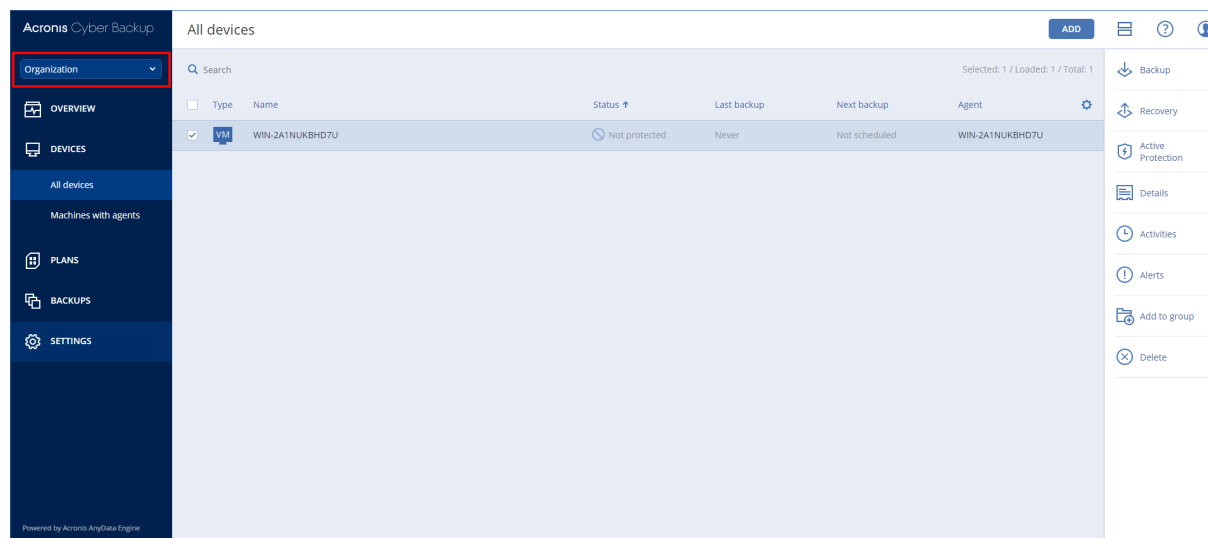 Acronis Cyber Backup
All devices
ADD
Organization
Search
Selected: 1 / Loaded: 1 / Total: 1
Type Name Status Last backup Next backup Agent
VM WIN-2A1NUKBHD7U Not protected Never Not scheduled WIN-2A1NUKBHD7U
OVERVIEW
DEVICES
All devices
Machines with agents
PLANS
BACKUPS
SETTINGS
Powered by Acronis AnyData Engine
Backup
Recovery
Active
Protection
Details
Activities
Alerts
Add to group
Delete